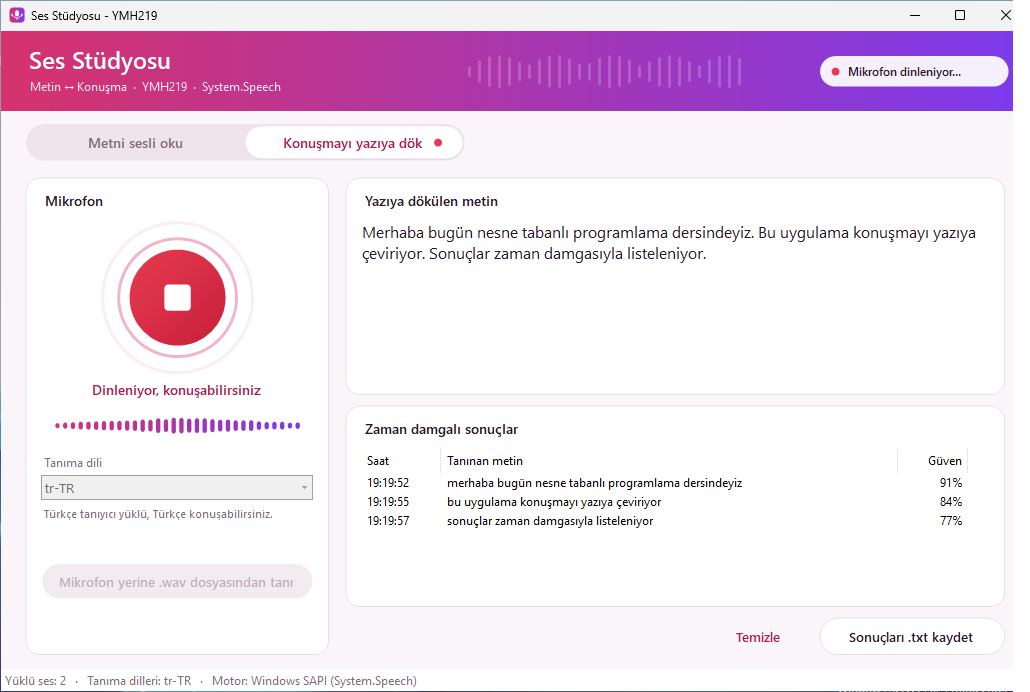 Ses Stüdyosu - YMH219
Ses Stüdyosu
Metin ↔ Konuşma · YMH219 · System.Speech
Mikrofon dinleniyor...
Metni sesli oku
Konuşmayı yazıya dök
Mikrofon
Dinleniyor, konuşabilirsiniz
Tanıma dili
tr-TR
Türkçe tanıyıcı yüklü, Türkçe konuşabilirsiniz.
Mikrofon yerine .wav dosyasından tanı
Yazıya dökülen metin
Merhaba bugün nesne tabanlı programlama dersindeyiz. Bu uygulama konuşmayı yazıya
çeviriyor. Sonuçlar zaman damgasıyla listeleniyor.
Zaman damgalı sonuçlar
Saat Tanınan metin Güven
19:19:52 merhaba bugün nesne tabanlı programlama dersindeyiz 91%
19:19:55 bu uygulama konuşmayı yazıya çeviriyor 84%
19:19:57 sonuçlar zaman damgasıyla listeleniyor 77%
Temizle
Sonuçları .txt kaydet
Yüklü ses: 2 · Tanıma dilleri: tr-TR · Motor: Windows SAPI (System.Speech)